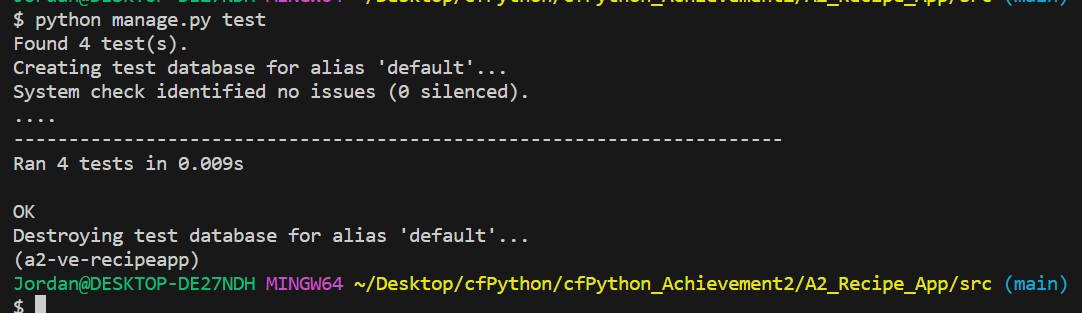 Jordan@DESKTOP-DE27NDH MINGW64 ~/Desktop/cfPython/cfPython_Achievement2/A2_Recipe_App/src (main)
$ python manage.py test
Found 4 test(s).
Creating test database for alias 'default'...
System check identified no issues (0 silenced).
....
----------------------------------------------------------------------
Ran 4 tests in 0.009s
OK
Destroying test database for alias 'default'...
(a2-ve-recipeapp)
Jordan@DESKTOP-DE27NDH MINGW64 ~/Desktop/cfPython/cfPython_Achievement2/A2_Recipe_App/src (main)
$